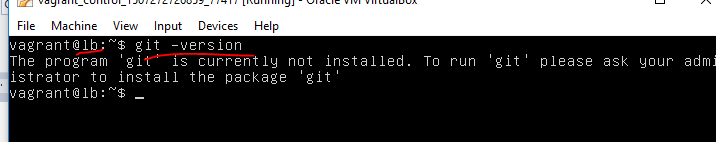 vagrant_control_1507272720859_77417 [Running] - Oracle VM VirtualBox
File Machine View Input Devices Help
vagrant@lb:~$ git -version
The program 'git' is currently not installed. To run 'git' please ask your admi
istrator to install the package 'git'
vagrant@lb:~$ _